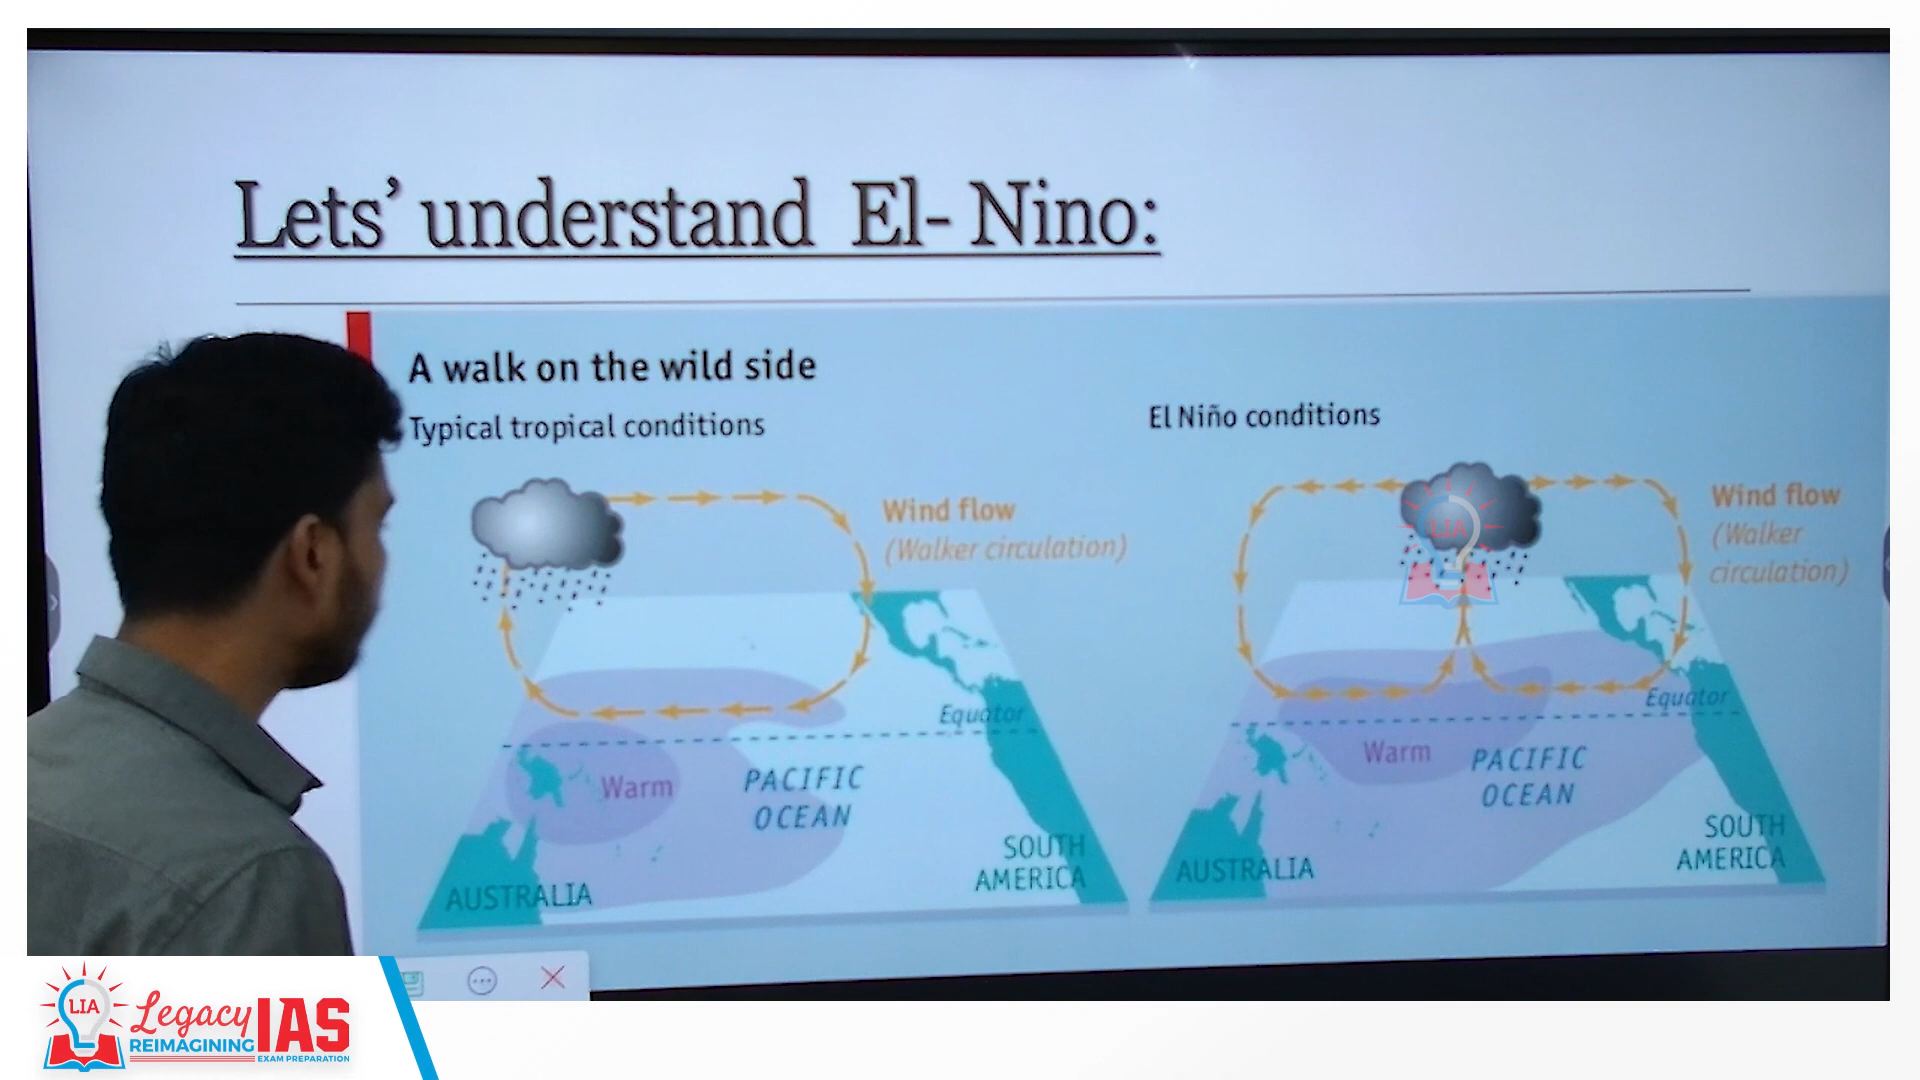 Lets' understand El- Nino:
A walk on the wild side
Typical tropical conditions
Wind flow
(Walker circulation)
Equator
Warm
PACIFIC
OCEAN
SOUTH
AMERICA
AUSTRALIA
El Niño conditions
LIA
Wind flow
(Walker
circulation)
Equator
Warm
PACIFIC
OCEAN
SOUTH
AMERICA
AUSTRALIA
LIA
Legacy IAS
REIMAGINING
EXAM PREPARATION